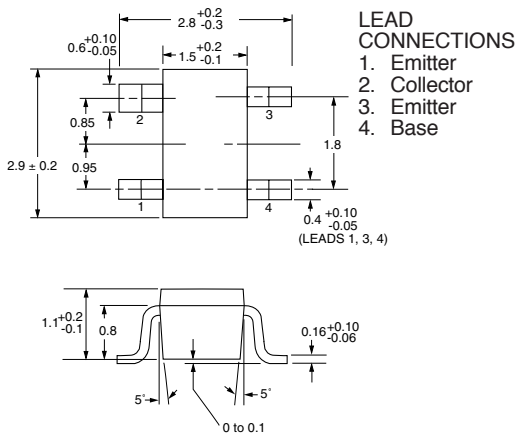 2.8 +0.2 -0.3
1.5 +0.2 -0.1
0.6 +0.10 -0.05
2
3
0.85
2.9 ± 0.2
0.95
1.8
1
4
0.4 +0.10 -0.05
(LEADS 1, 3, 4)
LEAD
CONNECTIONS
1. Emitter
2. Collector
3. Emitter
4. Base
1.1 +0.2 -0.1
0.8
0.16 +0.10 -0.06
5°
5°
0 to 0.1